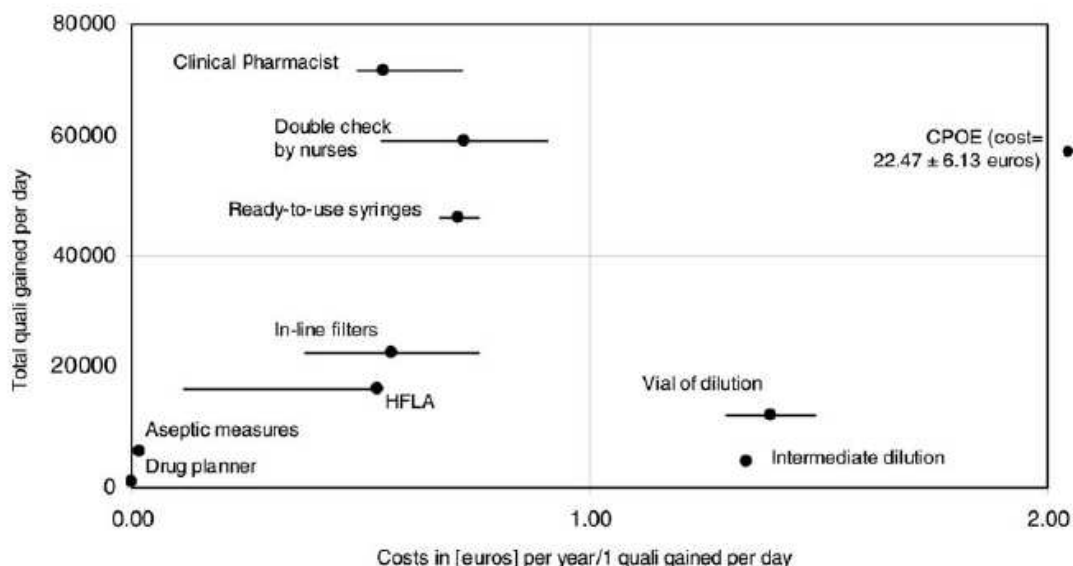 80000
Clinical Pharmacist
60000
Double check
by nurses
CPOE (cost=
22.47 ± 6.13 euros)
Ready-to-use syringes
40000
In-line filters
20000
HFLA
Vial of dilution
Aseptic measures
Intermediate dilution
Drug planner
0
0.00
1.00
2.00
Total quali gained per day
Costs in [euros] per year/1 quali gained per day